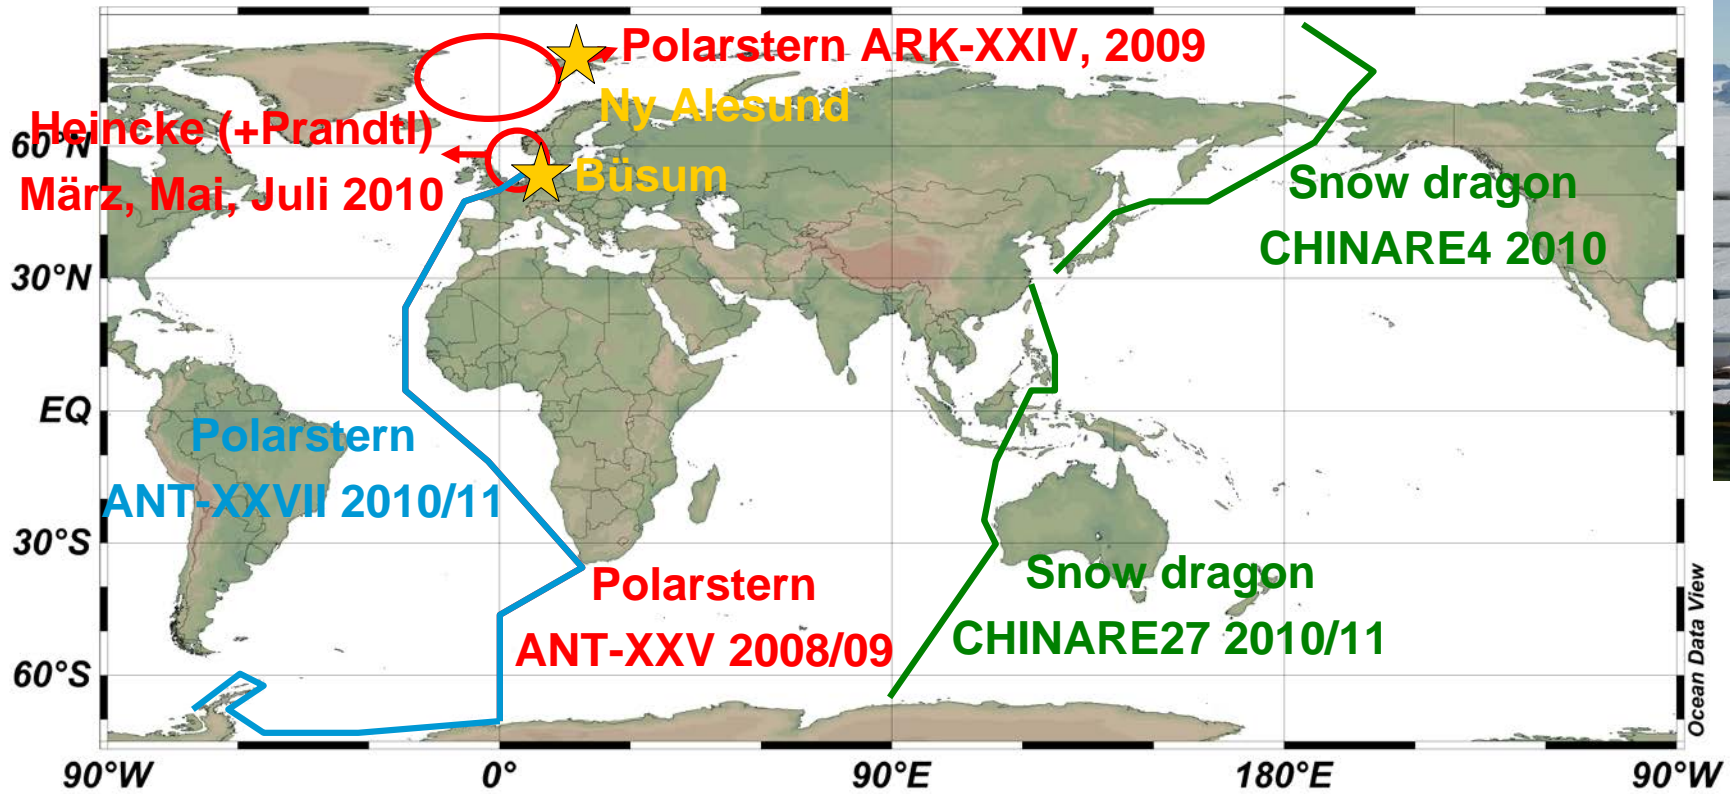 Polarstern ARK-XXIV, 2009
Ny Alesund
Heincke (+Prandtl)
März, Mai, Juli 2010
Büsum
Snow dragon
CHINARE4 2010
Polarstern
ANT-XXVII 2010/11
Polarstern
ANT-XXV 2008/09
Snow dragon
CHINARE27 2010/11
60°N
30°N
EQ
30°S
60°S
90°W
0°
90°E
180°E
90°W
Ocean Data View